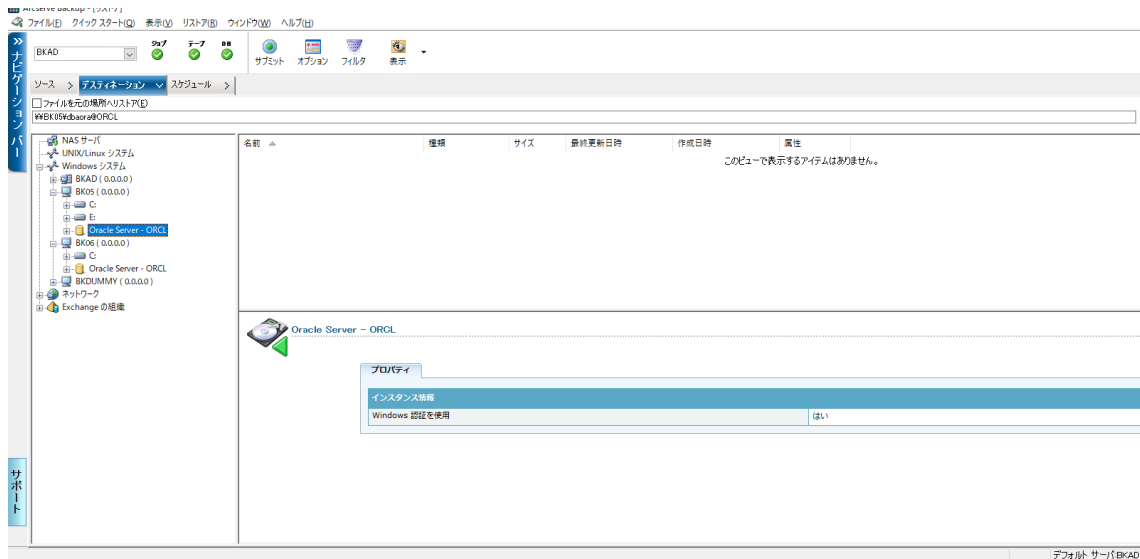 Arcserve Backup - [リストア]
ファイル(F) クイック スタート(Q) 表示(V) リストア(R) ウィンドウ(W) ヘルプ(H)
»
ナビゲーション バー
BKAD
ジョブ テープ DB
サブミット オプション フィルタ 表示
ソース > デスティネーション スケジュール >
ファイルを元の場所へリストア(E)
¥¥BK05¥dbaora@ORCL
NAS サーバ
UNIX/Linux システム
Windows システム
BKAD ( 0.0.0.0 )
BK05 ( 0.0.0.0 )
C:
E:
Oracle Server - ORCL
BK06 ( 0.0.0.0 )
C:
Oracle Server - ORCL
BKDUMMY ( 0.0.0.0 )
ネットワーク
Exchange の組織
名前 種類 サイズ 最終更新日時 作成日時 属性
このビューで表示するアイテムはありません。
Oracle Server - ORCL
プロパティ
インスタンス情報
Windows 認証を使用 はい
サポート
デフォルト サーバ:BKAD